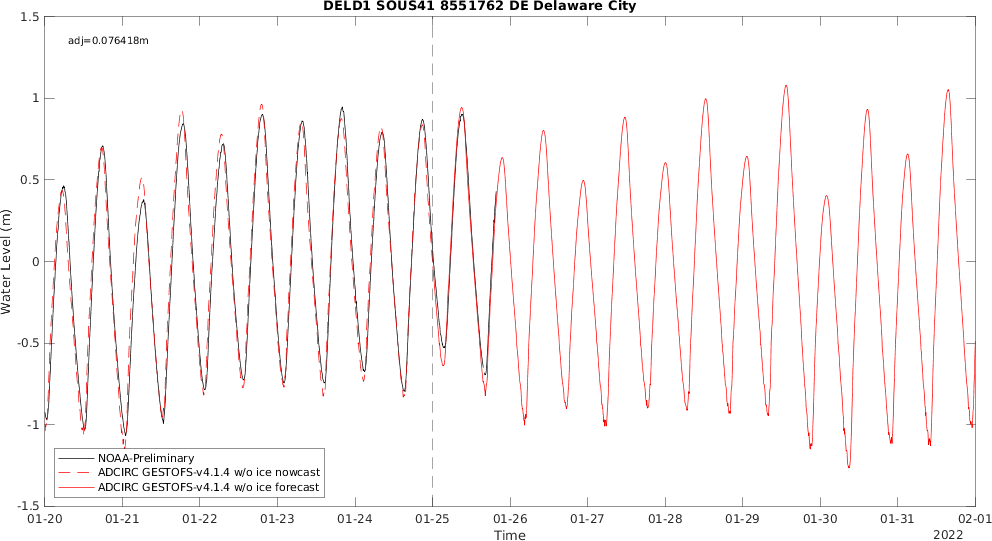 DELD1 SOUS41 8551762 DE Delaware City
adj=0.076418m
1.5
1
0.5
0
-0.5
-1
-1.5
Water Level (m)
NOAA-Preliminary
ADCIRC GESTOFS-v4.1.4 w/o ice nowcast
ADCIRC GESTOFS-v4.1.4 w/o ice forecast
01-20 01-21 01-22 01-23 01-24 01-25 01-26 01-27 01-28 01-29 01-30 01-31 02-01
Time
2022